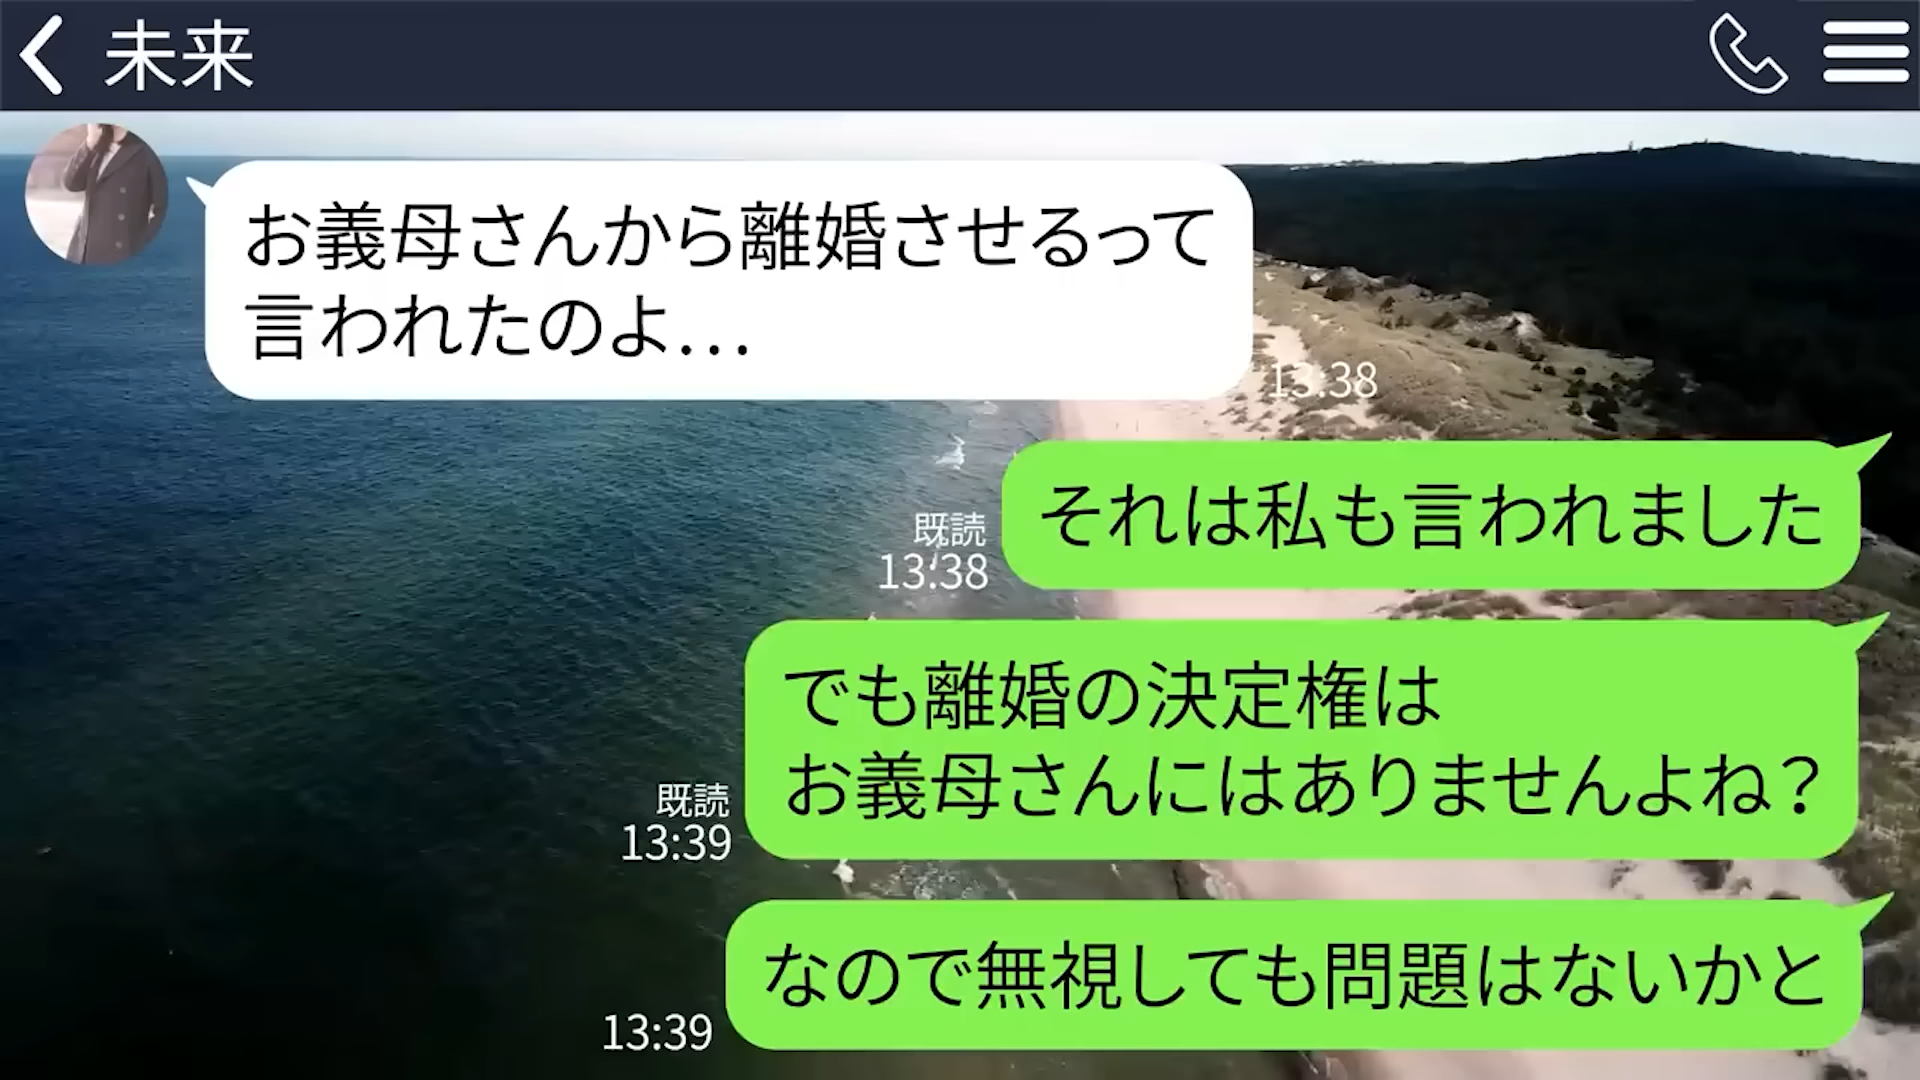 未来
お義母さんから離婚させるって
言われたのよ…
13:38
それは私も言われました
既読
13:38
でも離婚の決定権は
お義母さんにはありませんよね？
既読
13:39
なので無視しても問題はないかと
13:39